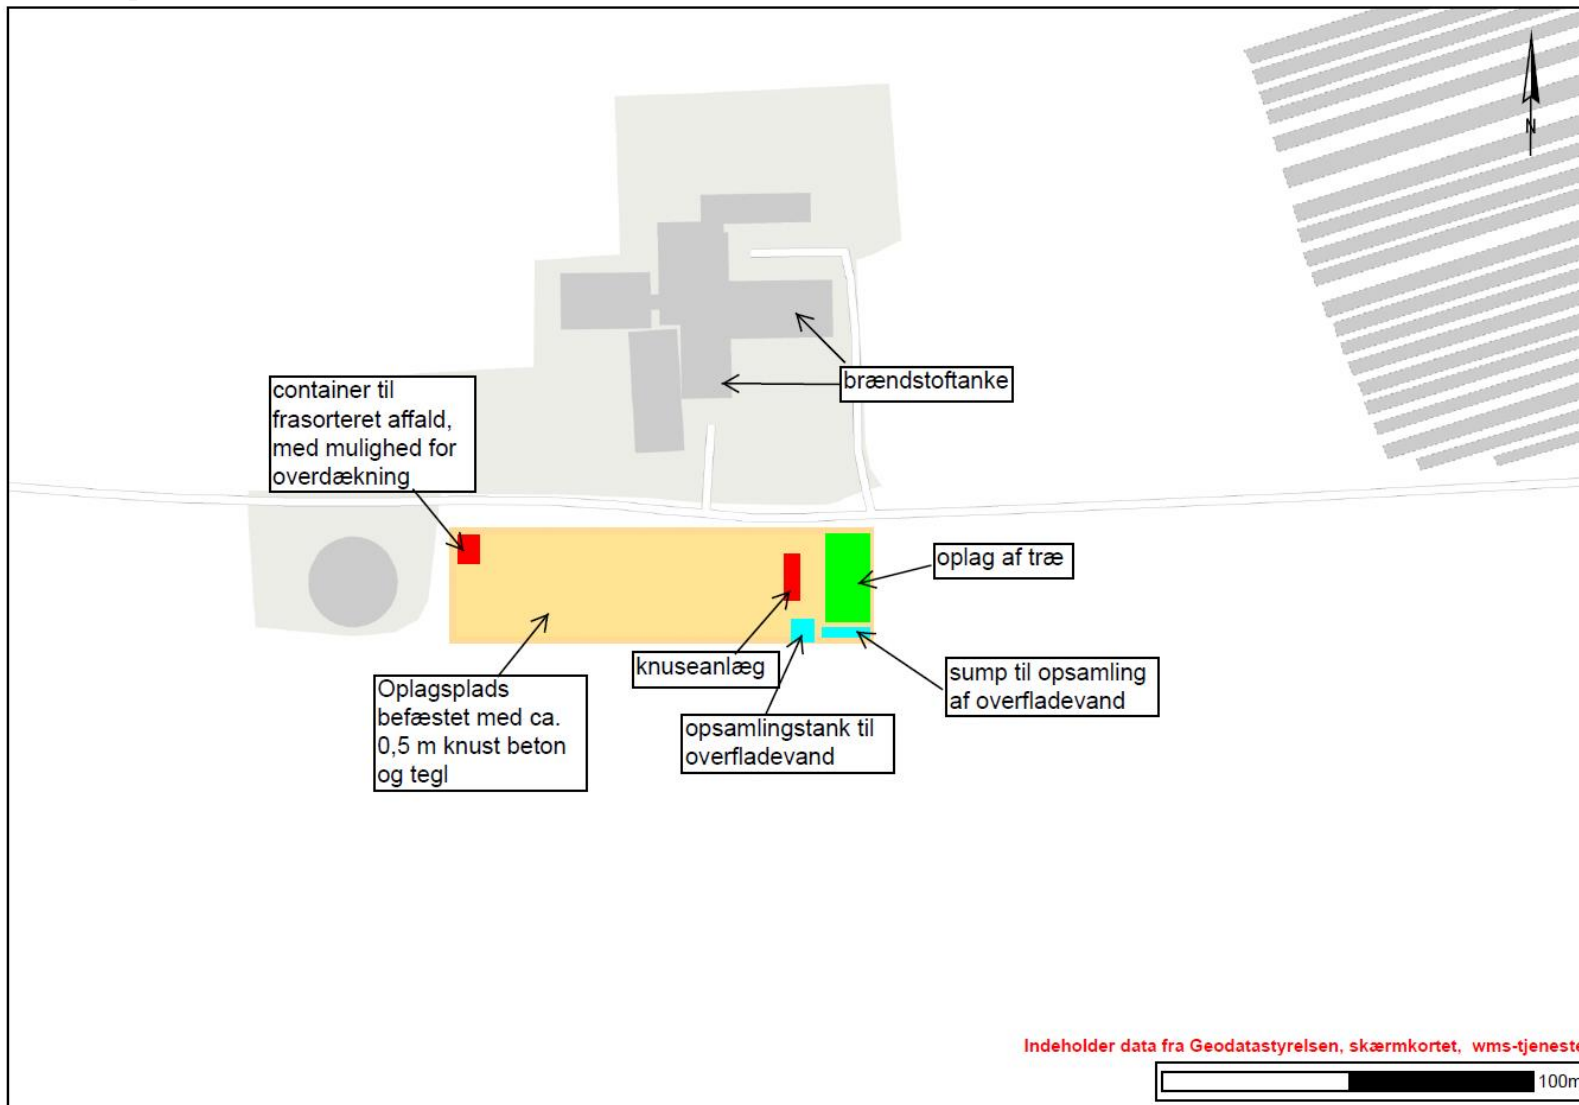 N
brændstoftanke
container til
frasorteret affald,
med mulighed for
overdækning
oplag af træ
knuseanlæg
sump til opsamling
af overfladevand
Oplagsplads
befæstet med ca.
0,5 m knust beton
og tegl
opsamlingstank til
overfladevand
Indeholder data fra Geodatastyrelsen, skærmkortet, wms-tjeneste
100m